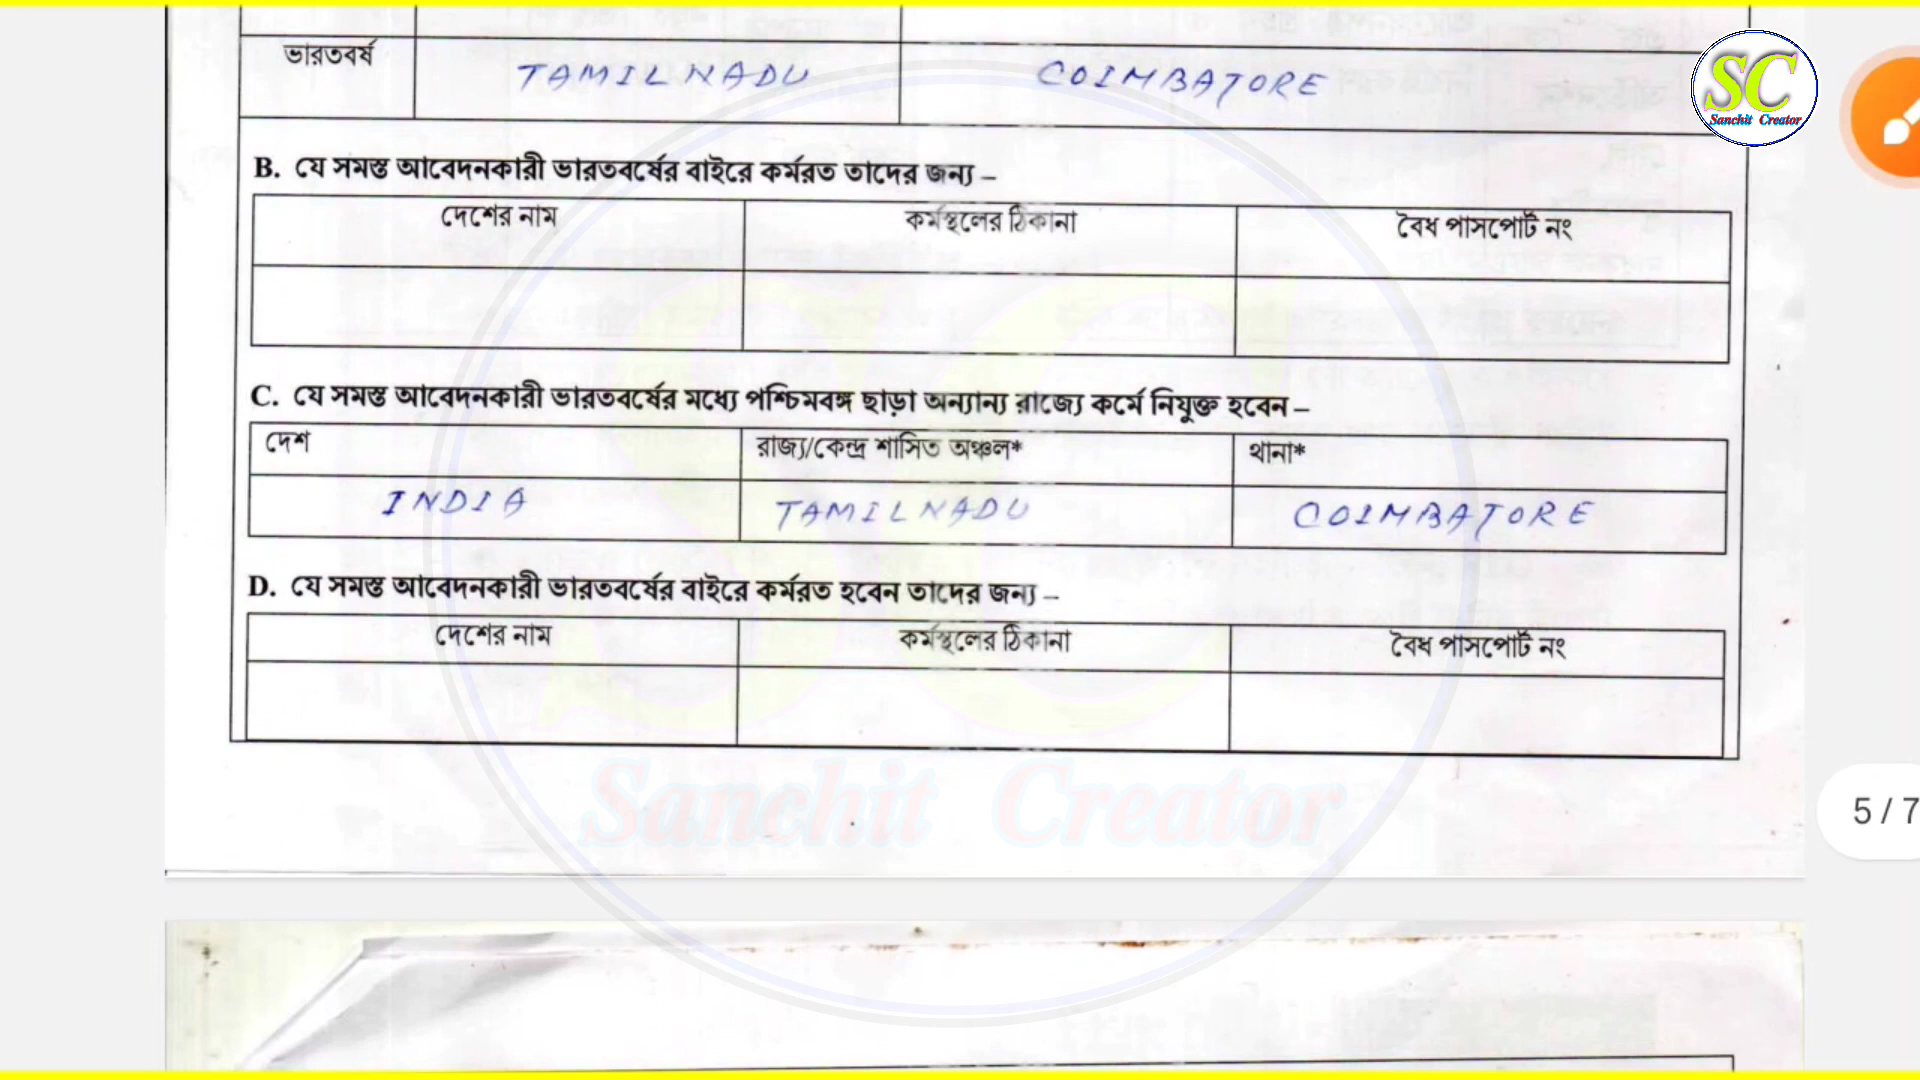 ভারতবর্ষ TAMILNADU COIMBATORE
SC
Sanchit Creator
B. যে সমস্ত আবেদনকারী ভারতবর্ষের বাইরে কর্মরত তাদের জন্য –
দেশের নাম কর্মস্থলের ঠিকানা বৈধ পাসপোর্ট নং
C. যে সমস্ত আবেদনকারী ভারতবর্ষের মধ্যে পশ্চিমবঙ্গ ছাড়া অন্যান্য রাজ্যে কর্মে নিযুক্ত হবেন –
দেশ রাজ্য/কেন্দ্র শাসিত অঞ্চল* থানা*
INDIA TAMILNADU COIMBATORE
D. যে সমস্ত আবেদনকারী ভারতবর্ষের বাইরে কর্মরত হবেন তাদের জন্য –
দেশের নাম কর্মস্থলের ঠিকানা বৈধ পাসপোর্ট নং
SC
Sanchit Creator
5 / 7